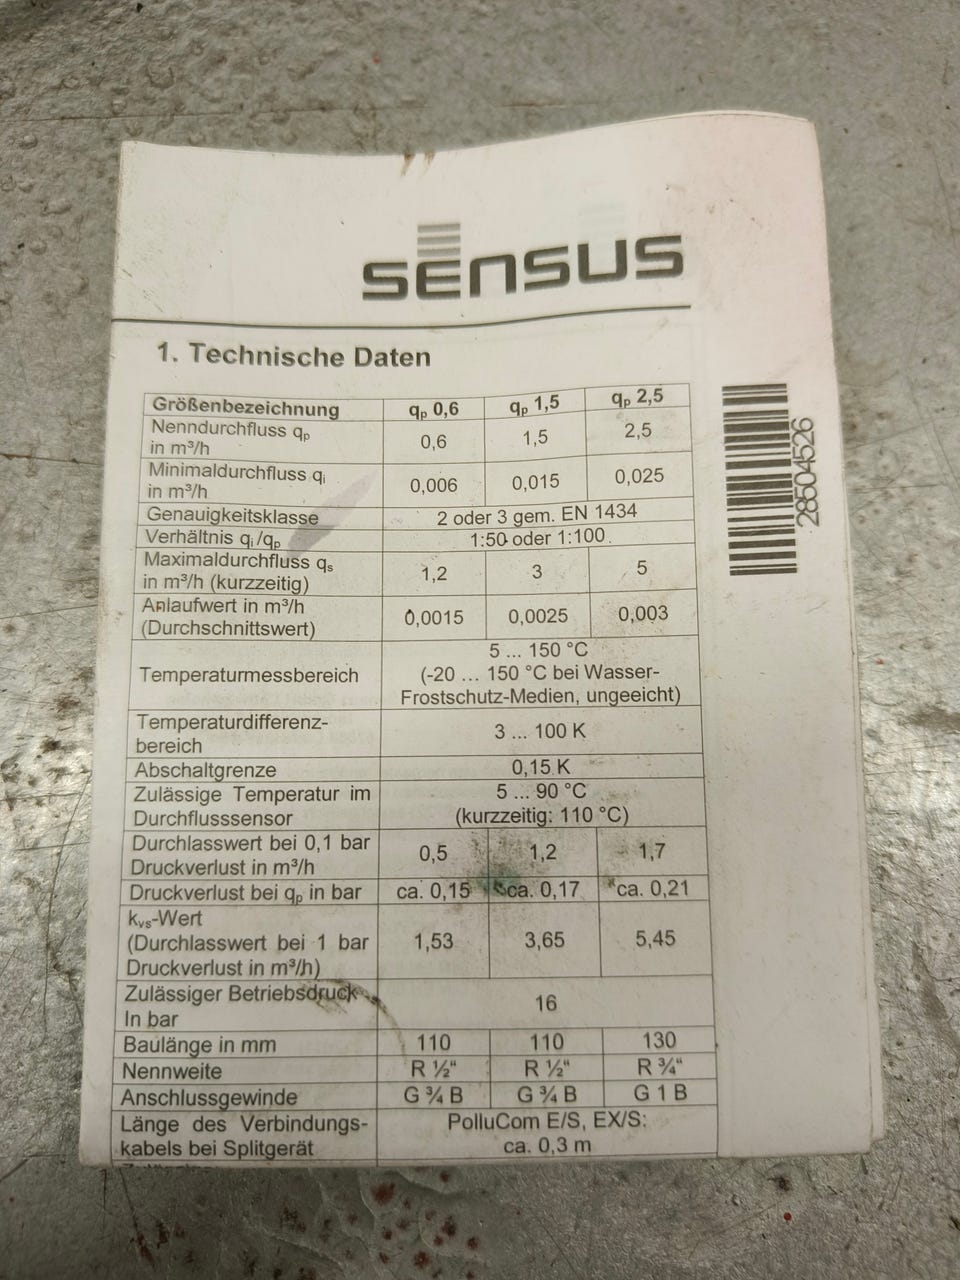 sensus
1. Technische Daten
Größenbezeichnung qp 0,6 qp 1,5 qp 2,5
Nenndurchfluss qp
in m³/h 0,6 1,5 2,5
Minimaldurchfluss qi
in m³/h 0,006 0,015 0,025
Genauigkeitsklasse 2 oder 3 gem. EN 1434
Verhältnis qi/qp 1:50 oder 1:100
Maximaldurchfluss qs
in m³/h (kurzzeitig) 1,2 3 5
Anlaufwert in m³/h
(Durchschnittswert) 0,0015 0,0025 0,003
Temperaturmessbereich 5 ... 150 °C
(-20 ... 150 °C bei Wasser-
Frostschutz-Medien, ungeeicht)
Temperaturdifferenz-
bereich 3 ... 100 K
Abschaltgrenze 0,15 K
Zulässige Temperatur im 5 ... 90 °C
Durchflusssensor (kurzzeitig: 110 °C)
Durchlasswert bei 0,1 bar
Druckverlust in m³/h 0,5 1,2 1,7
Druckverlust bei qp in bar ca. 0,15 ca. 0,17 ca. 0,21
kvs-Wert
(Durchlasswert bei 1 bar 1,53 3,65 5,45
Druckverlust in m³/h)
Zulässiger Betriebsdruck
In bar 16
Baulänge in mm 110 110 130
Nennweite R ½“ R ½“ R ¾“
Anschlussgewinde G ¾ B G ¾ B G 1 B
Länge des Verbindungs- PolluCom E/S, EX/S:
kabels bei Splitgerät ca. 0,3 m
28504526